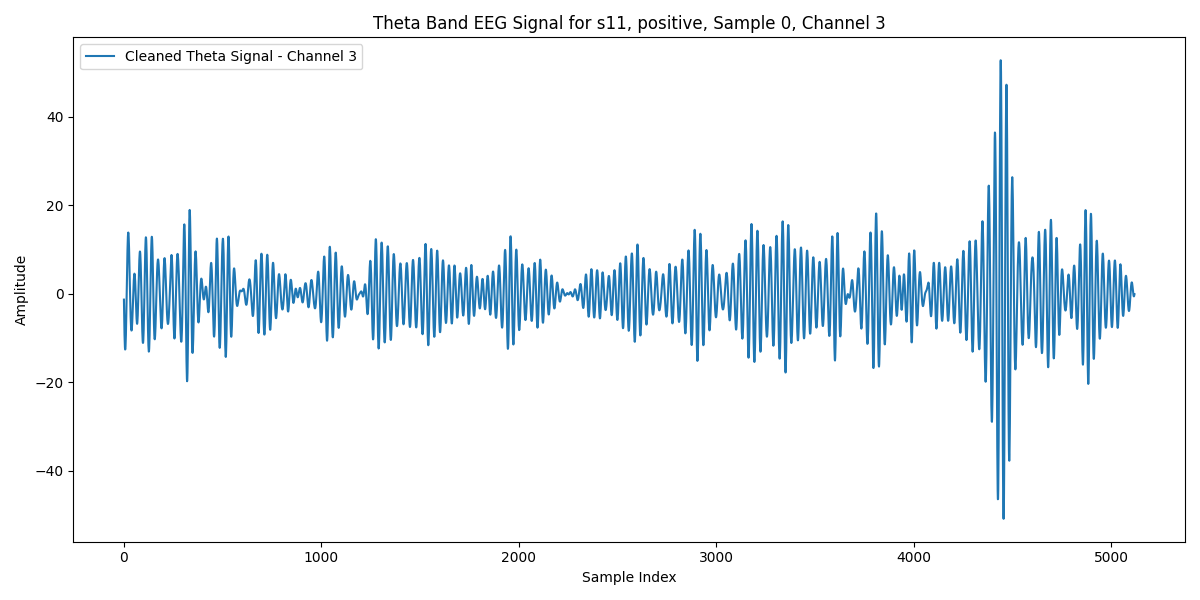 Theta Band EEG Signal for s11, positive, Sample 0, Channel 3
Cleaned Theta Signal - Channel 3
Amplitude
40
20
0
−20
−40
0 1000 2000 3000 4000 5000
Sample Index